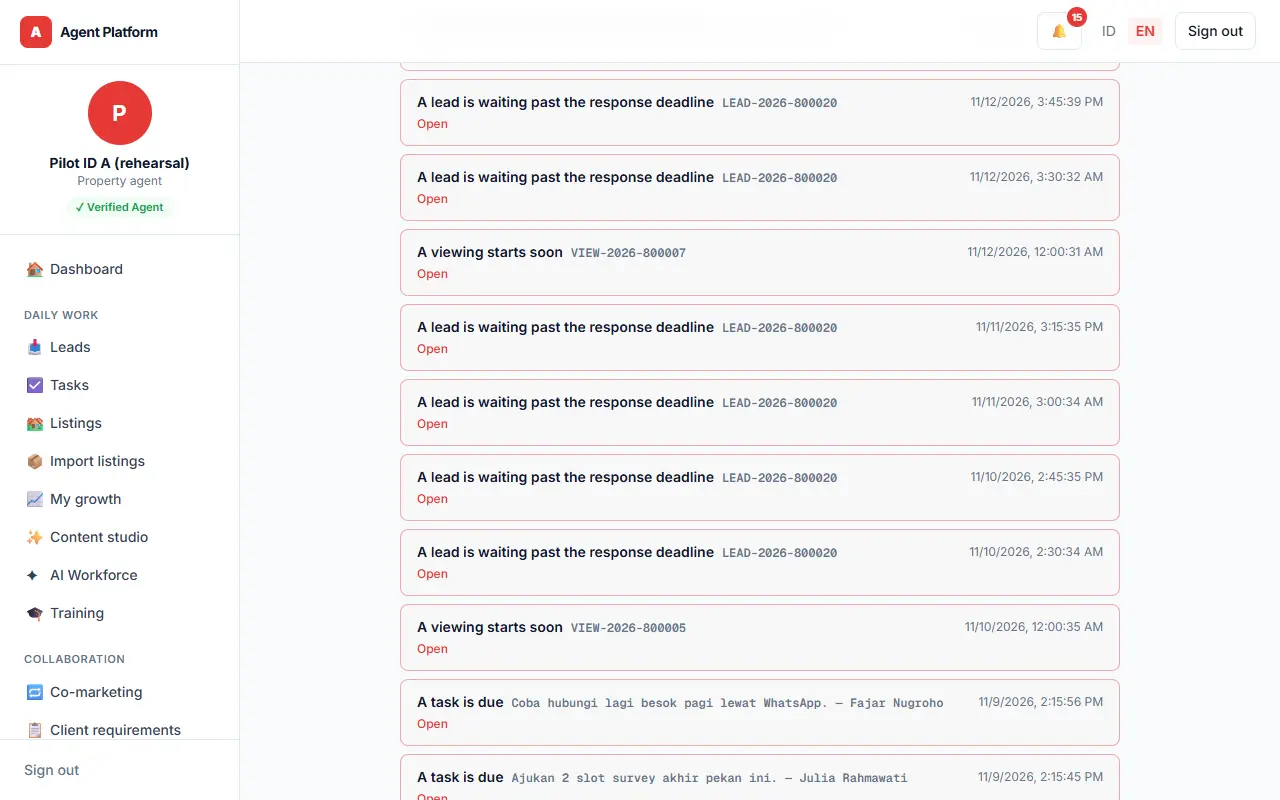 A Agent Platform
15
ID EN Sign out
P
Pilot ID A (rehearsal)
Property agent
✓ Verified Agent
Dashboard
DAILY WORK
Leads
Tasks
Listings
Import listings
My growth
Content studio
AI Workforce
Training
COLLABORATION
Co-marketing
Client requirements
Sign out
A lead is waiting past the response deadline LEAD-2026-800020 11/12/2026, 3:45:39 PM
Open
A lead is waiting past the response deadline LEAD-2026-800020 11/12/2026, 3:30:32 AM
Open
A viewing starts soon VIEW-2026-800007 11/12/2026, 12:00:31 AM
Open
A lead is waiting past the response deadline LEAD-2026-800020 11/11/2026, 3:15:35 PM
Open
A lead is waiting past the response deadline LEAD-2026-800020 11/11/2026, 3:00:34 AM
Open
A lead is waiting past the response deadline LEAD-2026-800020 11/10/2026, 2:45:35 PM
Open
A lead is waiting past the response deadline LEAD-2026-800020 11/10/2026, 2:30:34 AM
Open
A viewing starts soon VIEW-2026-800005 11/10/2026, 12:00:35 AM
Open
A task is due Coba hubungi lagi besok pagi lewat WhatsApp. — Fajar Nugroho 11/9/2026, 2:15:56 PM
Open
A task is due Ajukan 2 slot survey akhir pekan ini. — Julia Rahmawati 11/9/2026, 2:15:45 PM
Open